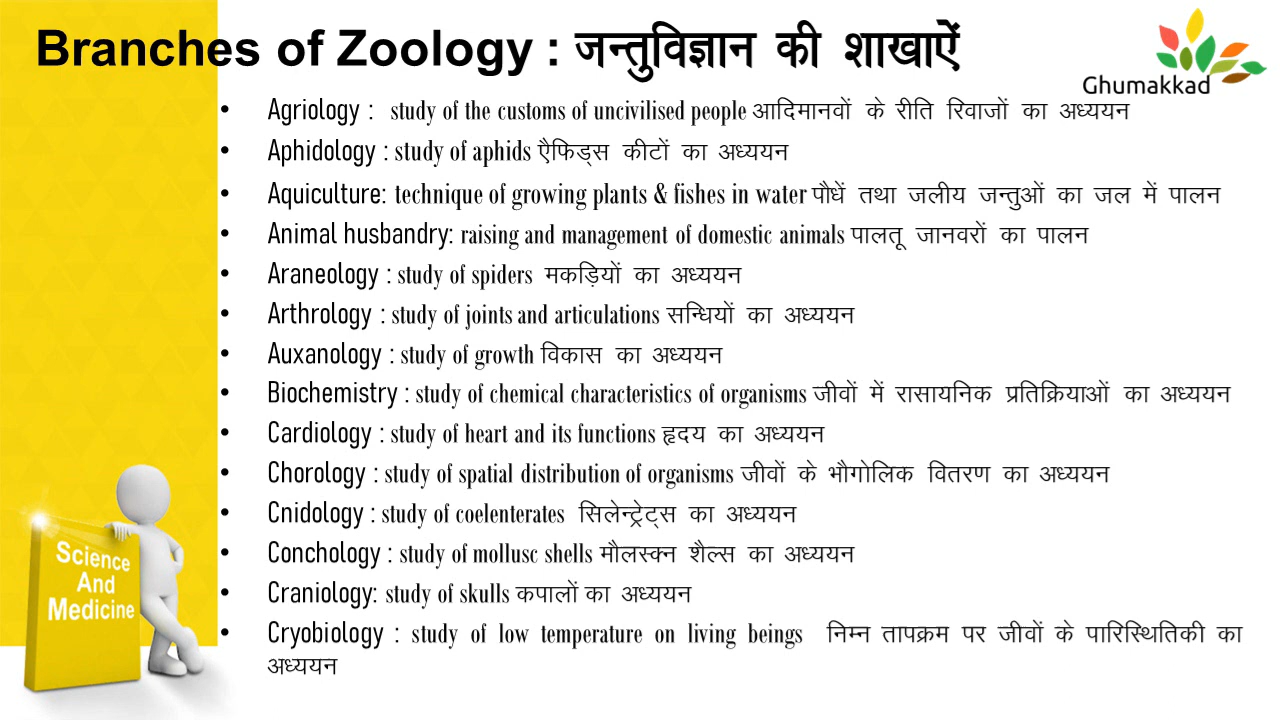 Branches of Zoology : जन्तुविज्ञान की शाखाऐं
Ghumakkad
• Agriology : study of the customs of uncivilised people आदिमानवों के रीति रिवाजों का अध्ययन
• Aphidology : study of aphids एैफिड्स कीटों का अध्ययन
• Aquiculture: technique of growing plants & fishes in water पौधें तथा जलीय जन्तुओं का जल में पालन
• Animal husbandry: raising and management of domestic animals पालतू जानवरों का पालन
• Araneology : study of spiders मकड़ियों का अध्ययन
• Arthrology : study of joints and articulations सन्धियों का अध्ययन
• Auxanology : study of growth विकास का अध्ययन
• Biochemistry : study of chemical characteristics of organisms जीवों में रासायनिक प्रतिक्रियाओं का अध्ययन
• Cardiology : study of heart and its functions हृदय का अध्ययन
• Chorology : study of spatial distribution of organisms जीवों के भौगोलिक वितरण का अध्ययन
• Cnidology : study of coelenterates सिलेन्ट्रेट्स का अध्ययन
• Conchology : study of mollusc shells मौलस्क्न शैल्स का अध्ययन
• Craniology: study of skulls कपालों का अध्ययन
• Cryobiology : study of low temperature on living beings निम्न तापक्रम पर जीवों के पारिस्थितिकी का
अध्ययन
Science
And
Medicine